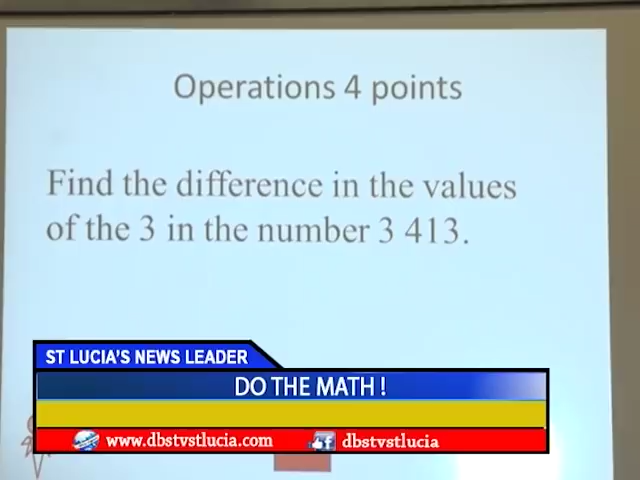 Operations 4 points
Find the difference in the values
of the 3 in the number 3 413.
ST LUCIA'S NEWS LEADER
DO THE MATH !
www.dbstvstlucia.com
dbstvstlucia